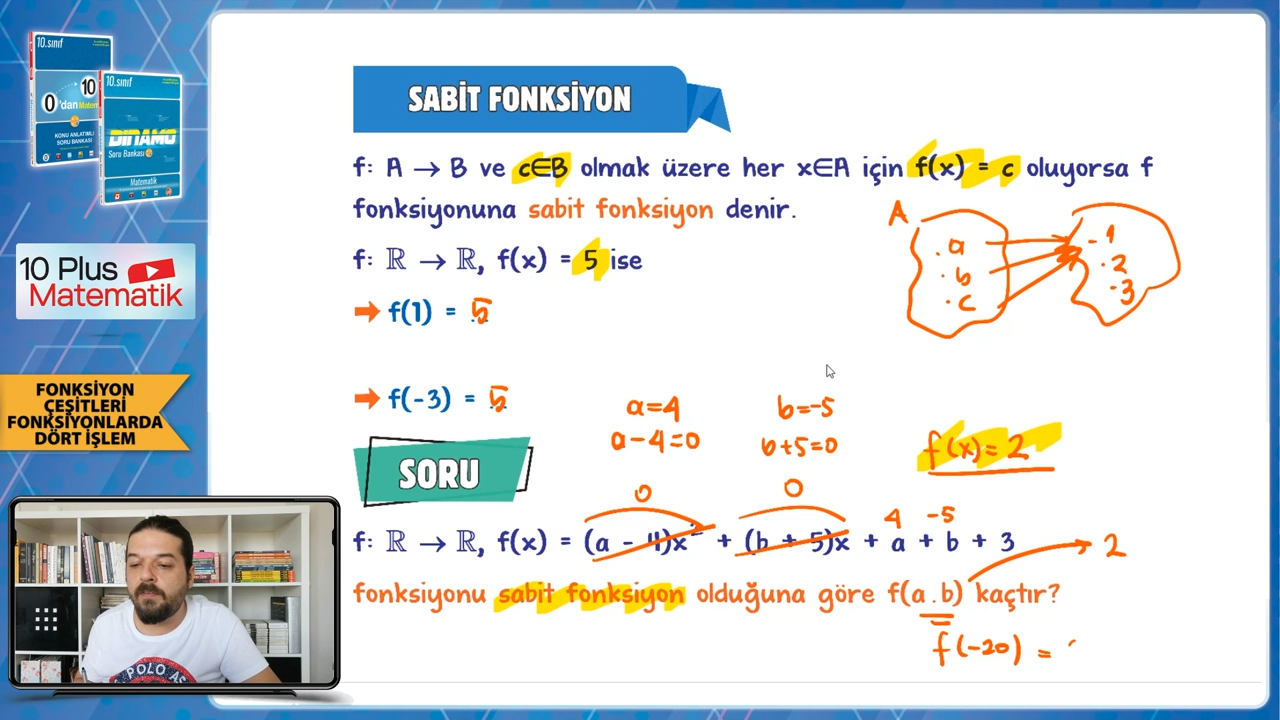 10.sınıf
0'dan 10
Matem
KONU ANLATIMLI
SORU BANKASI
10.sınıf
DİNAMO
Soru Bankası
Matematik
10 Plus
Matematik
FONKSİYON
ÇEŞİTLERİ
FONKSİYONLARDA
DÖRT İŞLEM
SABİT FONKSİYON
f: A → B ve c∈B olmak üzere her x∈A için f(x) = c oluyorsa f
fonksiyonuna sabit fonksiyon denir.
A
a
b
c
1
2
3
f: ℝ → ℝ, f(x) = 5 ise
➡ f(1) = 5
➡ f(-3) = 5
a=4
a-4=0
b=-5
b+5=0
f(x)=2
SORU
0 0 4 -5
f: ℝ → ℝ, f(x) = (a - 4)x² + (b + 5)x + a + b + 3
2
fonksiyonu sabit fonksiyon olduğuna göre f(a.b) kaçtır?
f(-20) =
POLO AS